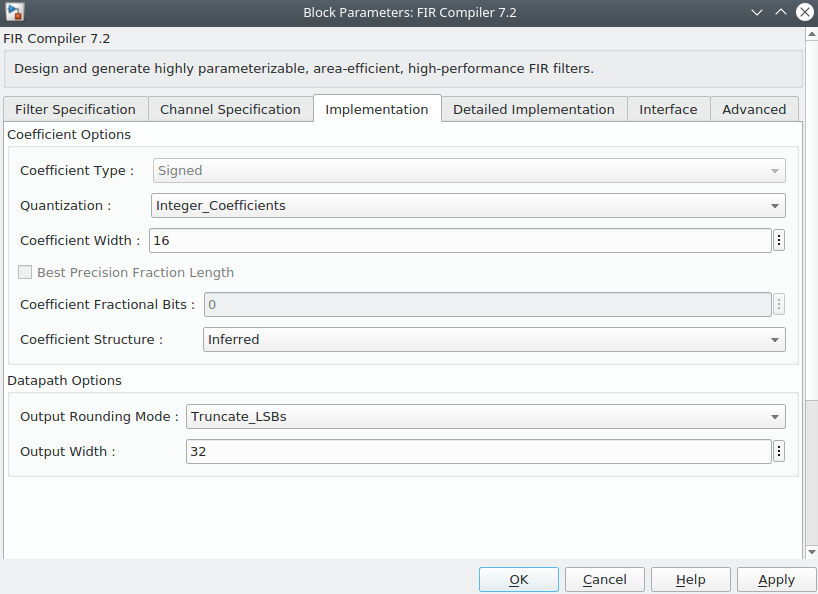 Block Parameters: FIR Compiler 7.2
FIR Compiler 7.2
Design and generate highly parameterizable, area-efficient, high-performance FIR filters.
Filter Specification Channel Specification Implementation Detailed Implementation Interface Advanced
Coefficient Options
Coefficient Type : Signed
Quantization : Integer_Coefficients
Coefficient Width : 16
Best Precision Fraction Length
Coefficient Fractional Bits : 0
Coefficient Structure : Inferred
Datapath Options
Output Rounding Mode : Truncate_LSBs
Output Width : 32
OK Cancel Help Apply